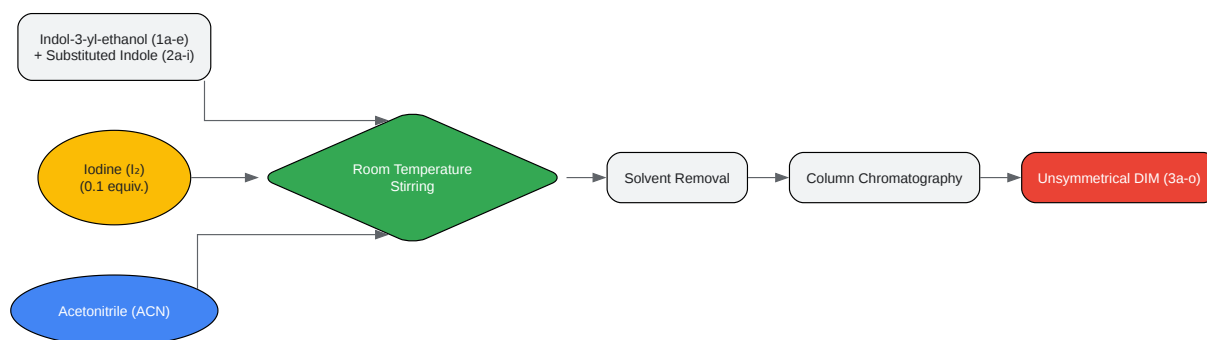 Indol-3-yl-ethanol (1a-e)
+ Substituted Indole (2a-i)
Iodine (I₂)
(0.1 equiv.)
Acetonitrile (ACN)
Room Temperature
Stirring
Solvent Removal
Column Chromatography
Unsymmetrical DIM (3a-o)